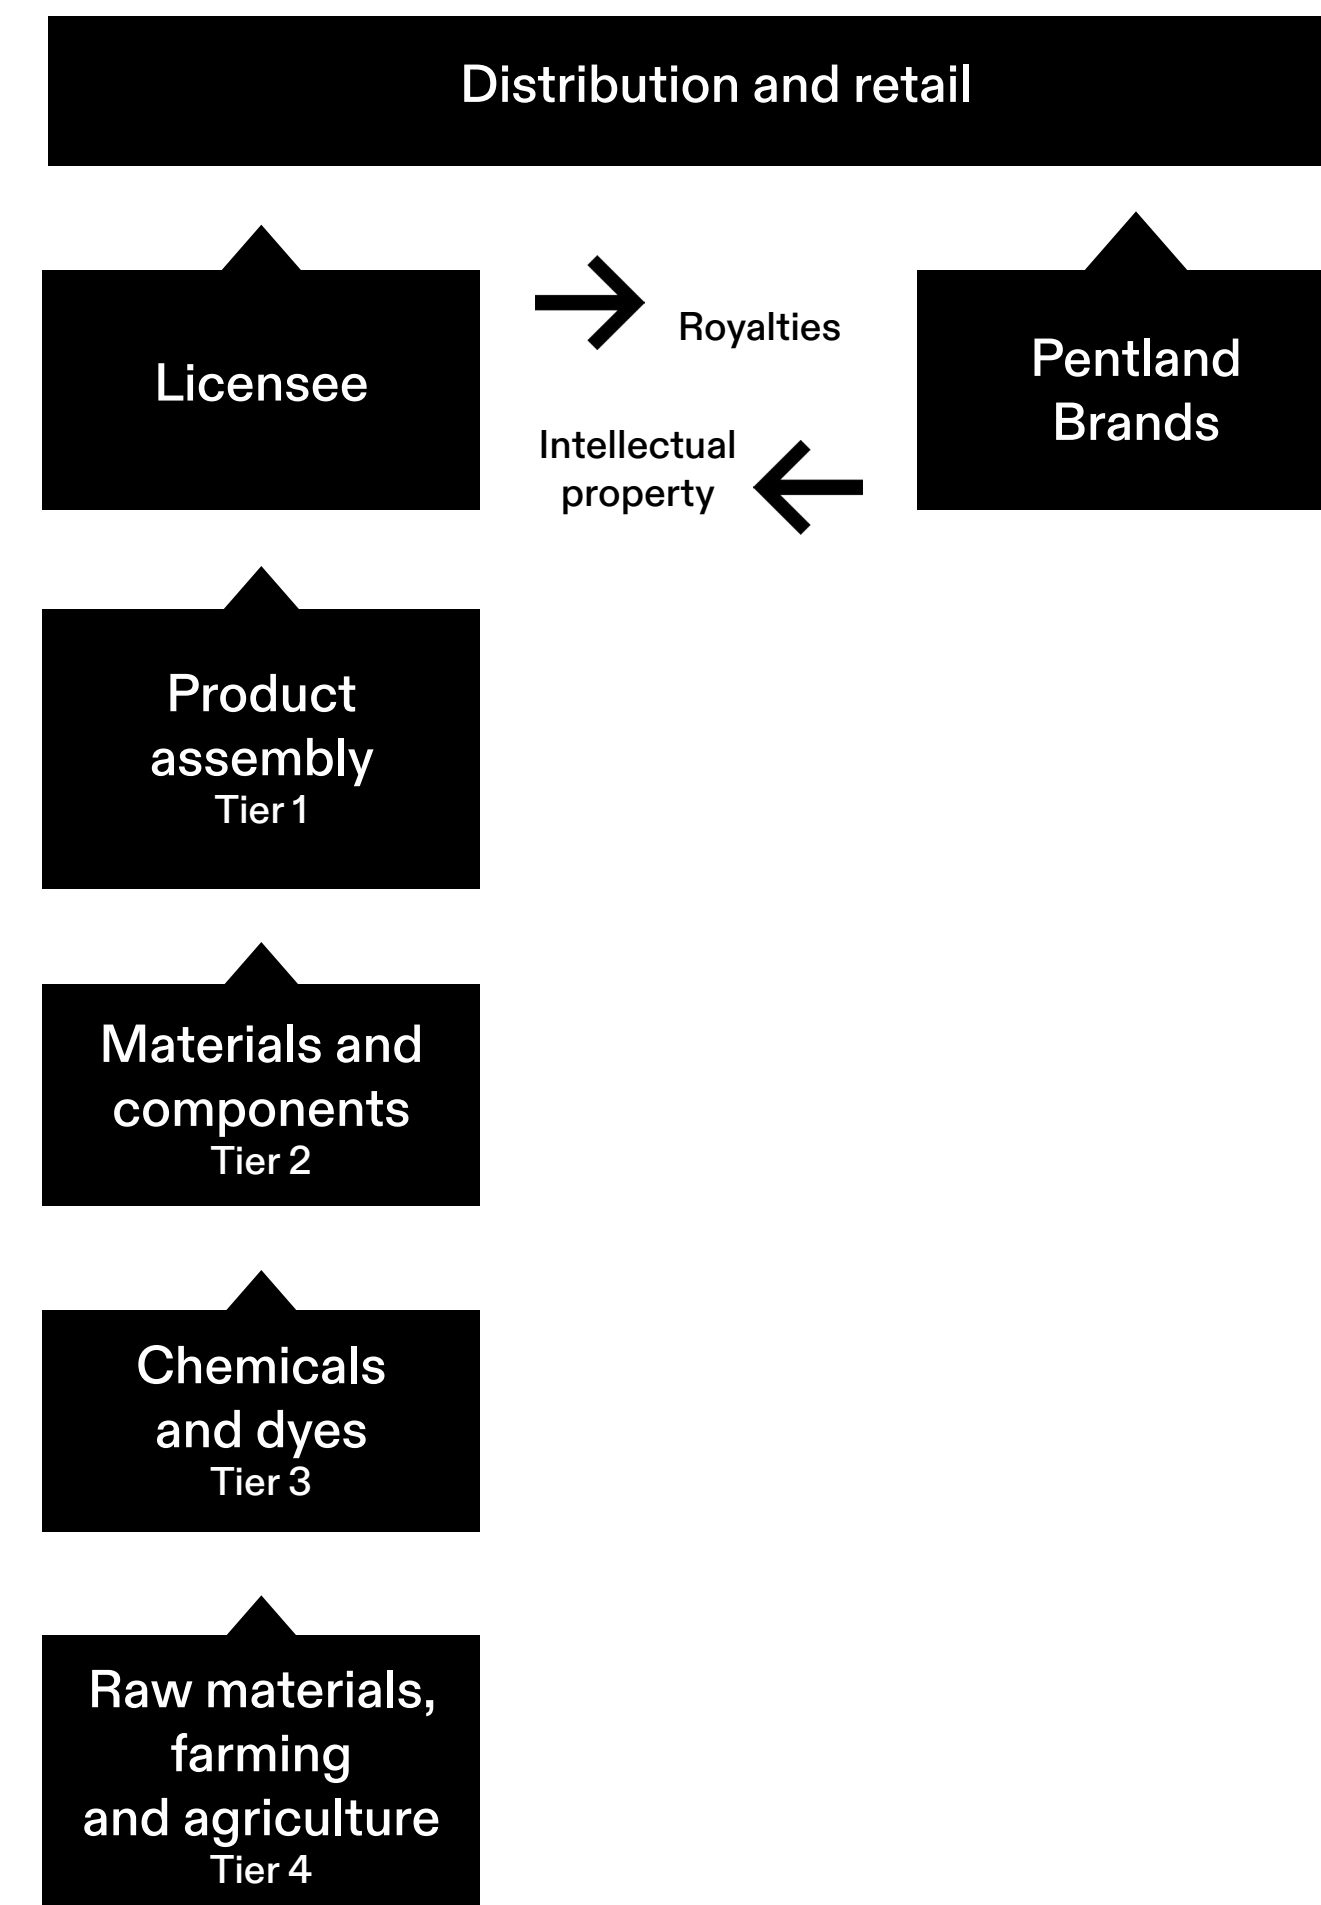 Distribution and retail
Licensee
Royalties
Intellectual
property
Pentland
Brands
Product
assembly
Tier 1
Materials and
components
Tier 2
Chemicals
and dyes
Tier 3
Raw materials,
farming
and agriculture
Tier 4